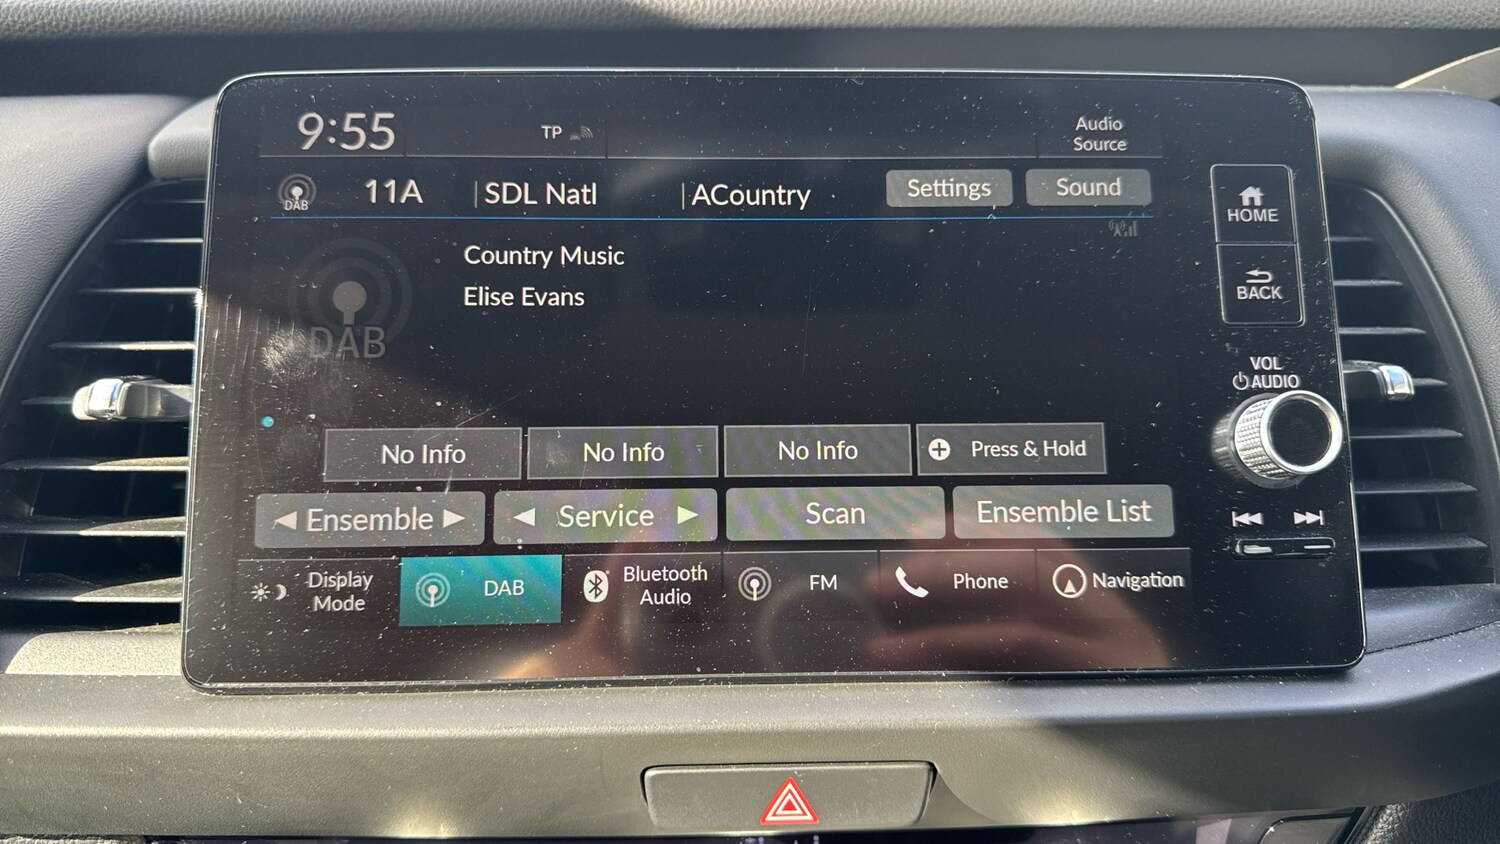 9:55
TP
Audio
Source
DAB
11A
SDL Natl
ACountry
Settings
Sound
HOME
Country Music
DAB
Elise Evans
BACK
VOL
AUDIO
No Info
No Info
No Info
Press & Hold
Ensemble
Service
Scan
Ensemble List
Display
Mode
DAB
Bluetooth
Audio
FM
Phone
Navigation